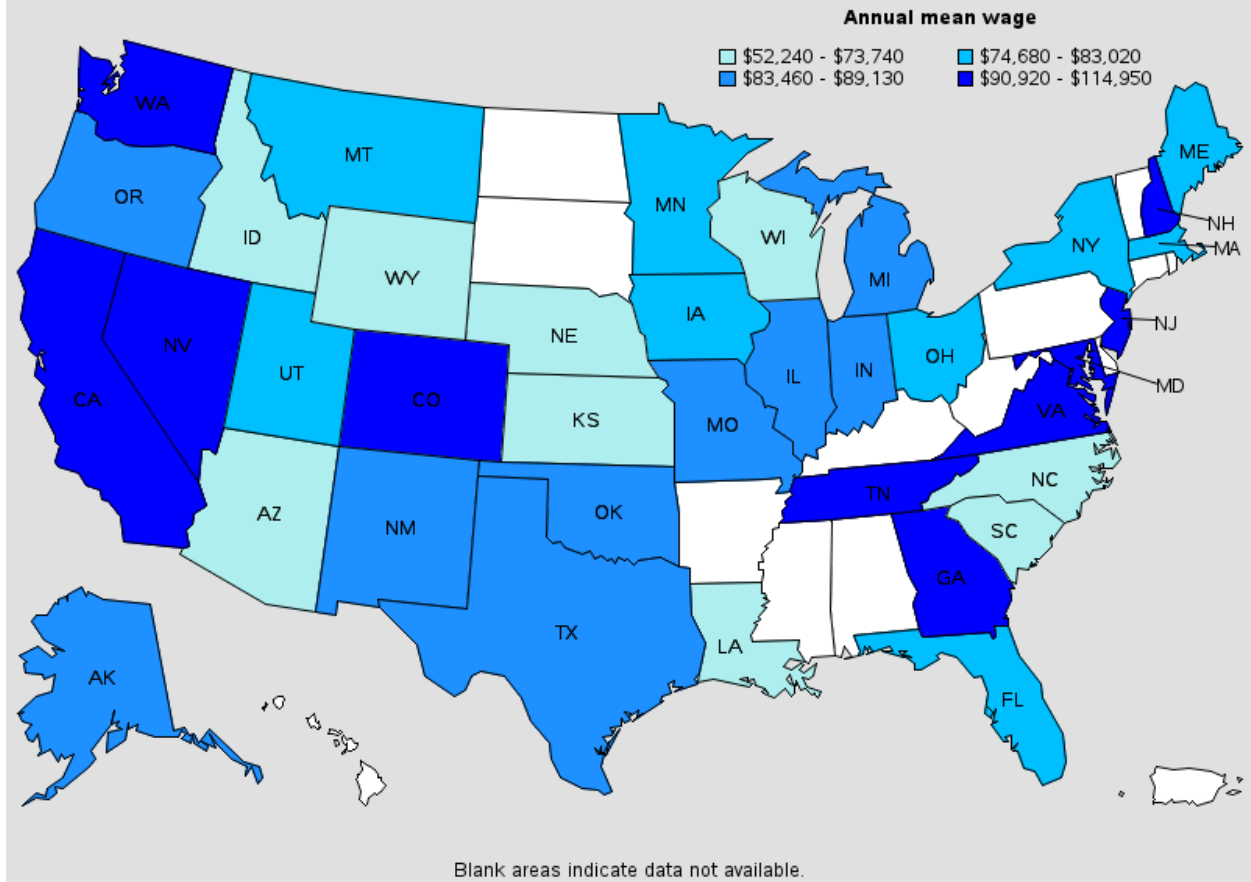 Annual mean wage
$52,240 - $73,740 $74,680 - $83,020
$83,460 - $89,130 $90,920 - $114,950
WA
MT
ME
OR
MN
ID
WI
NH
NY
MA
WY
MI
IA
NE
NJ
NV
OH
UT
IL
IN
MD
CA
CO
VA
KS
MO
NC
TN
AZ
OK
NM
SC
GA
TX
LA
AK
FL
Blank areas indicate data not available.